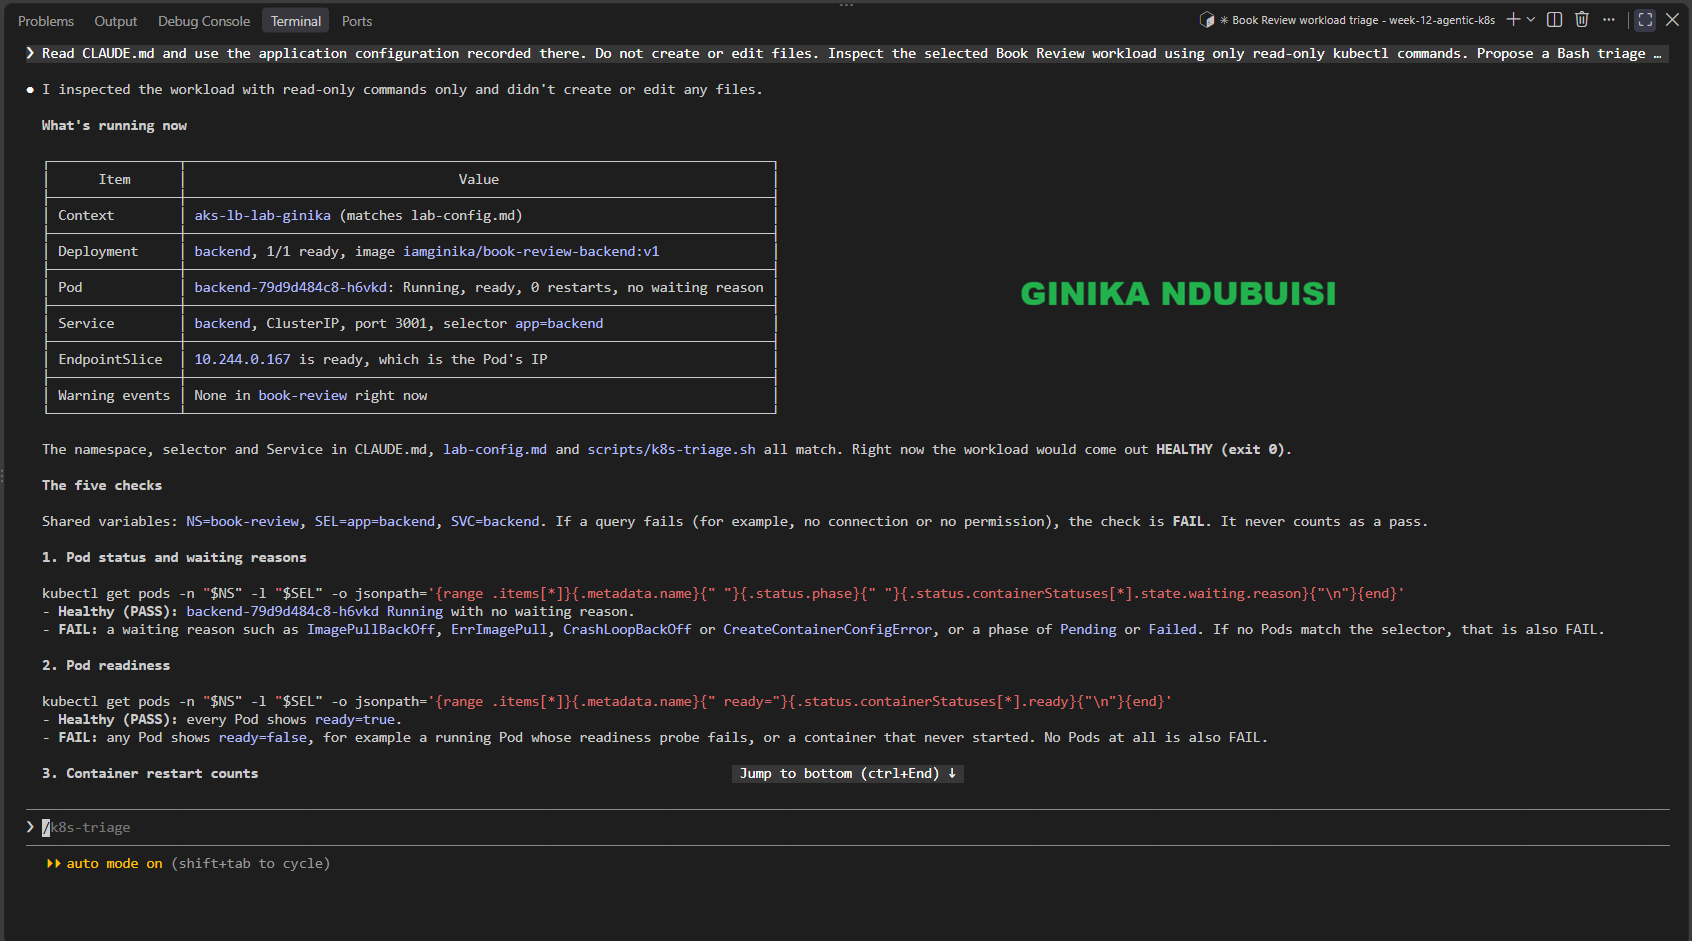 Problems Output Debug Console Terminal Ports
✳ Book Review workload triage - week-12-agentic-k8s
❯ Read CLAUDE.md and use the application configuration recorded there. Do not create or edit files. Inspect the selected Book Review workload using only read-only kubectl commands. Propose a Bash triage …
● I inspected the workload with read-only commands only and didn't create or edit any files.
What's running now
Item Value
Context aks-lb-lab-ginika (matches lab-config.md)
Deployment backend, 1/1 ready, image iamginika/book-review-backend:v1
GINIKA NDUBUISI
Pod backend-79d9d484c8-h6vkd: Running, ready, 0 restarts, no waiting reason
Service backend, ClusterIP, port 3001, selector app=backend
EndpointSlice 10.244.0.167 is ready, which is the Pod's IP
Warning events None in book-review right now
The namespace, selector and Service in CLAUDE.md, lab-config.md and scripts/k8s-triage.sh all match. Right now the workload would come out HEALTHY (exit 0).
The five checks
Shared variables: NS=book-review, SEL=app=backend, SVC=backend. If a query fails (for example, no connection or no permission), the check is FAIL. It never counts as a pass.
1. Pod status and waiting reasons
kubectl get pods -n "$NS" -l "$SEL" -o jsonpath='{range .items[*]}{.metadata.name}{" "}{.status.phase}{" "}{.status.containerStatuses[*].state.waiting.reason}{"\n"}{end}'
- Healthy (PASS): backend-79d9d484c8-h6vkd Running with no waiting reason.
- FAIL: a waiting reason such as ImagePullBackOff, ErrImagePull, CrashLoopBackOff or CreateContainerConfigError, or a phase of Pending or Failed. If no Pods match the selector, that is also FAIL.
2. Pod readiness
kubectl get pods -n "$NS" -l "$SEL" -o jsonpath='{range .items[*]}{.metadata.name}{" ready="}{.status.containerStatuses[*].ready}{"\n"}{end}'
- Healthy (PASS): every Pod shows ready=true.
- FAIL: any Pod shows ready=false, for example a running Pod whose readiness probe fails, or a container that never started. No Pods at all is also FAIL.
3. Container restart counts
Jump to bottom (ctrl+End) ↓
❯ /k8s-triage
⏵⏵ auto mode on (shift+tab to cycle)